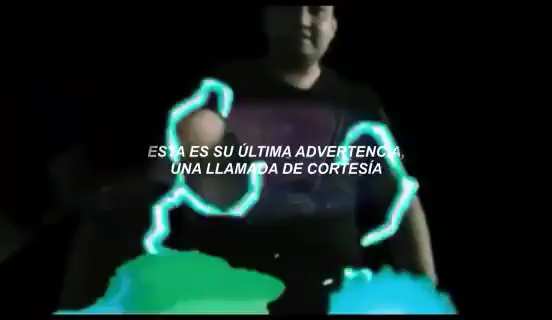 ESTA ES SU ÚLTIMA ADVERTENCIA,
UNA LLAMADA DE CORTESÍA